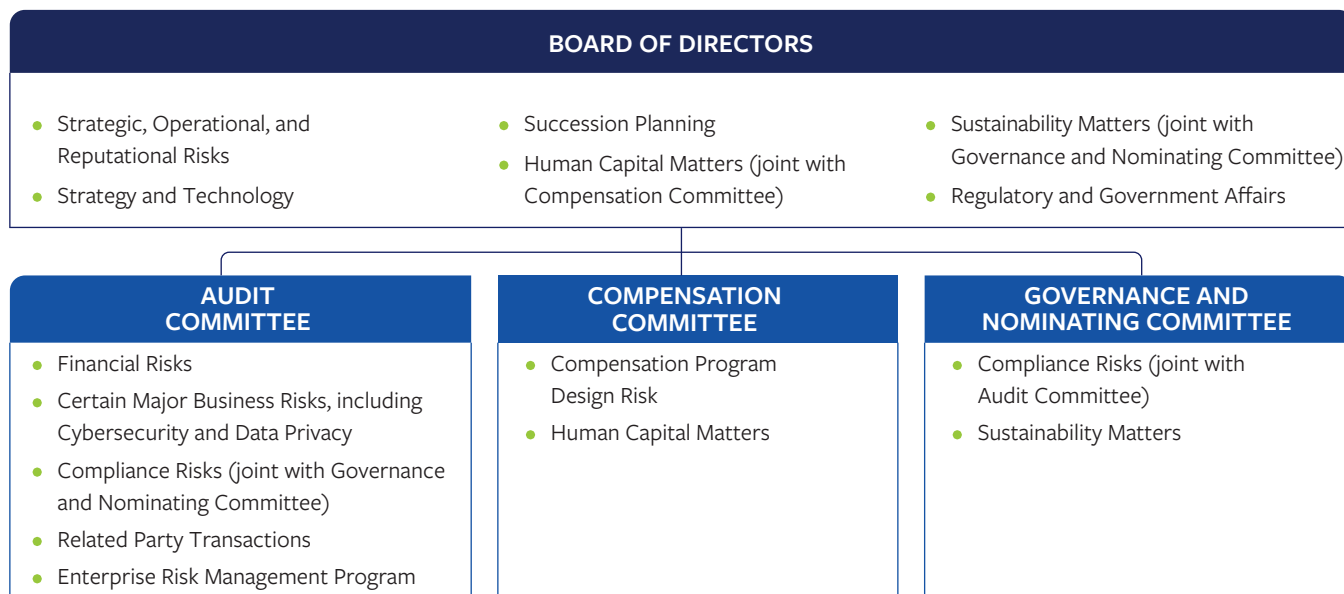 BOARD OF DIRECTORS
Strategic, Operational, and
Reputational Risks
Strategy and Technology
Succession Planning
Human Capital Matters (joint with
Compensation Committee)
Sustainability Matters (joint with
Governance and Nominating Committee)
Regulatory and Government Affairs
AUDIT
COMMITTEE
Financial Risks
Certain Major Business Risks, including
Cybersecurity and Data Privacy
Compliance Risks (joint with Governance
and Nominating Committee)
Related Party Transactions
Enterprise Risk Management Program
COMPENSATION
COMMITTEE
Compensation Program
Design Risk
Human Capital Matters
GOVERNANCE AND
NOMINATING COMMITTEE
Compliance Risks (joint with
Audit Committee)
Sustainability Matters